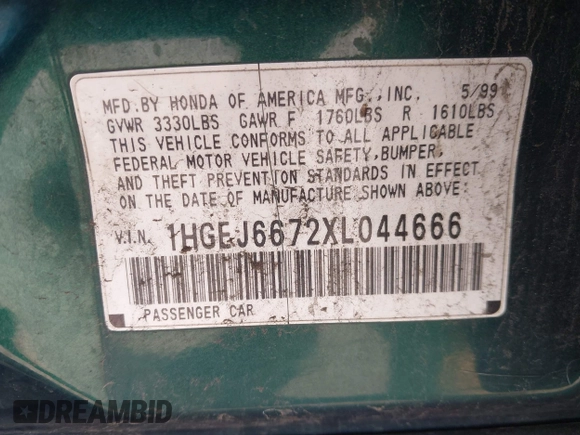 MFD.BY HONDA OF AMERICA MFG.,INC. 5/99
GVWR 3330LBS GAWR F 1760LBS R 1610LBS
THIS VEHICLE CONFORMS TO ALL APPLICABLE
FEDERAL MOTOR VEHICLE SAFETY,BUMPER,
AND THEFT PREVENTION STANDARDS IN EFFECT
ON THE DATE OF MANUFACTURE SHOWN ABOVE:
V.I.N. 1HGEJ6672XL044666
PASSENGER CAR
DREAMBID